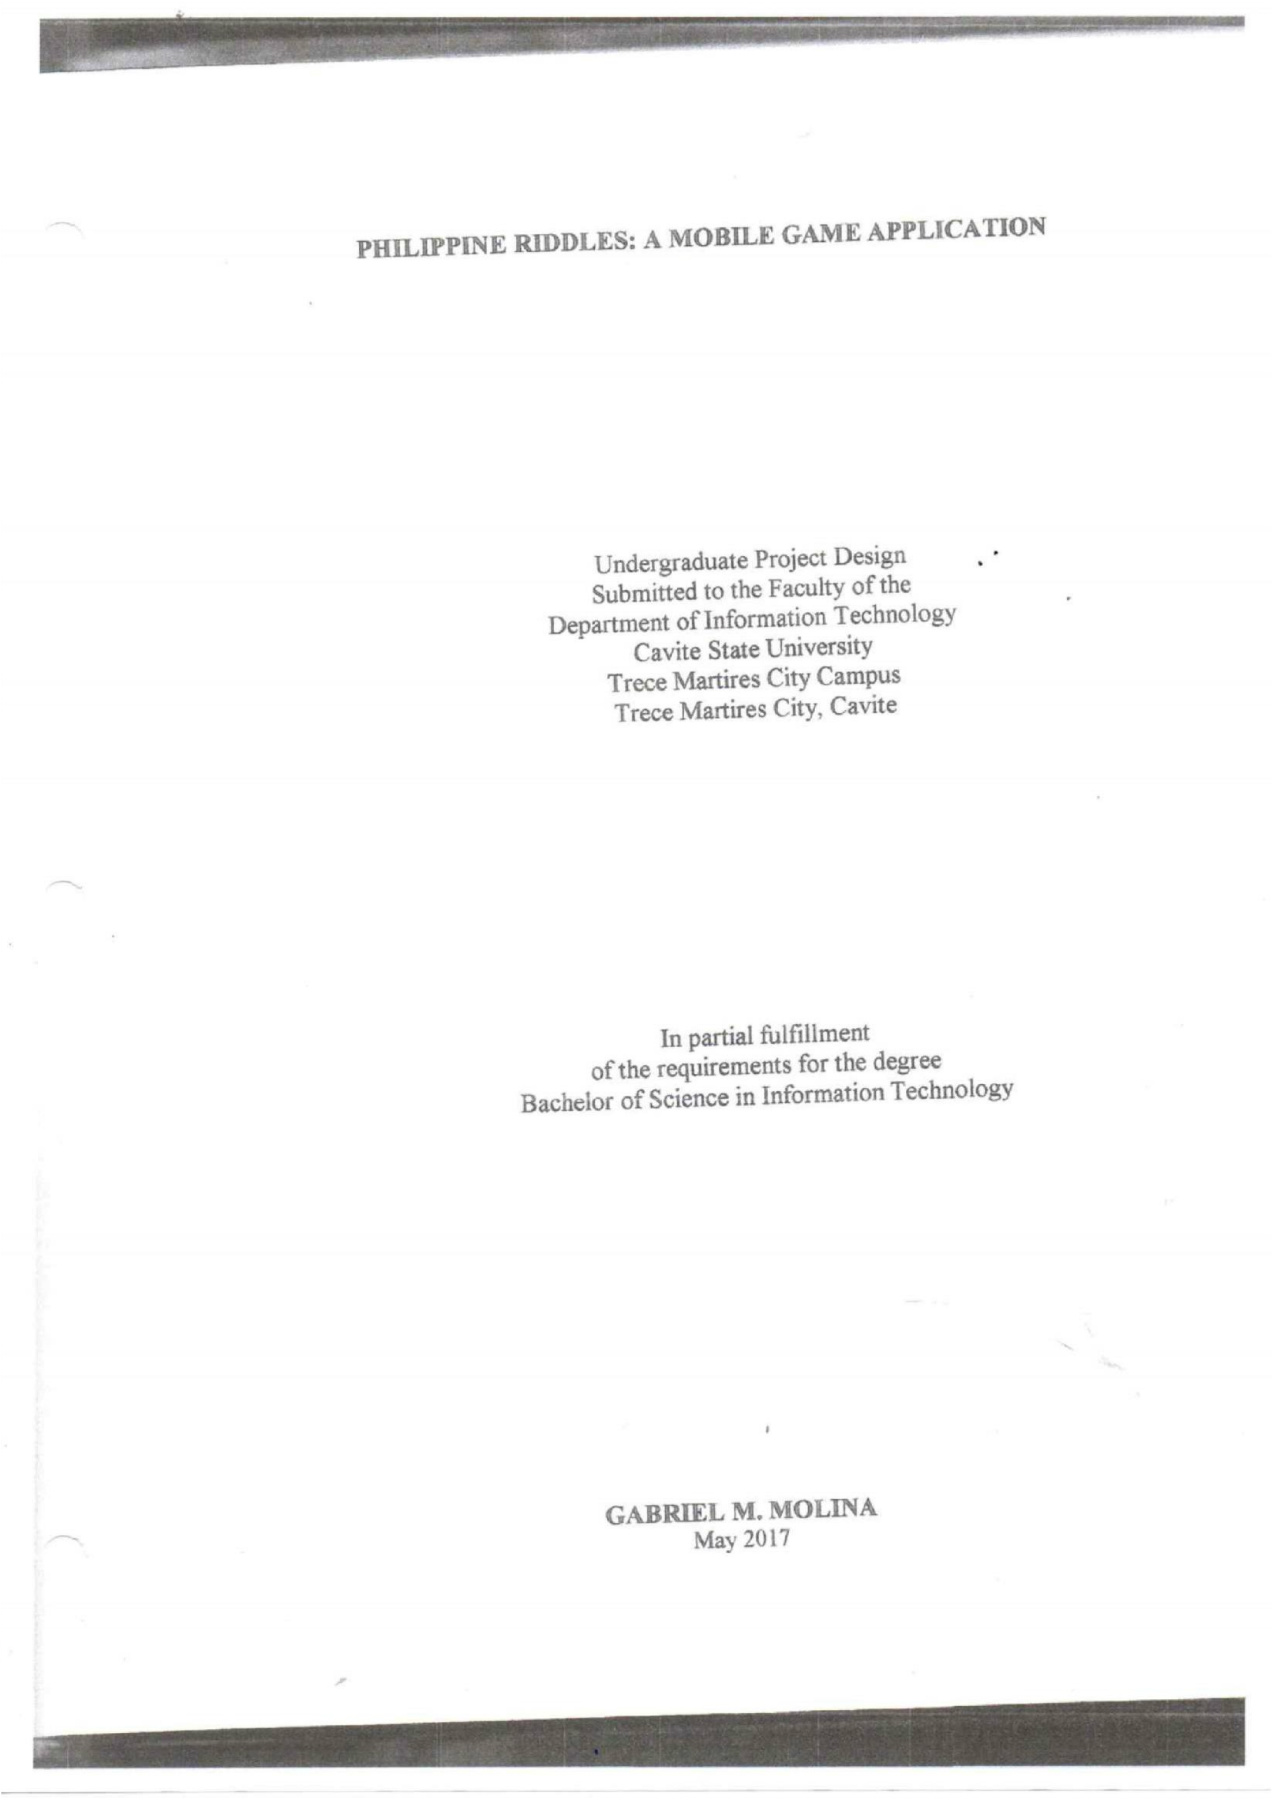 PHILIPPINE RIDDLES: A MOBILE GAME APPLICATION
Undergraduate Project Design
Submitted to the Faculty of the
Department of Information Technology
Cavite State University
Trece Martires City Campus
Trece Martires City, Cavite
In partial fulfillment
of the requirements for the degree
Bachelor of Science in Information Technology
GABRIEL M. MOLINA
May 2017